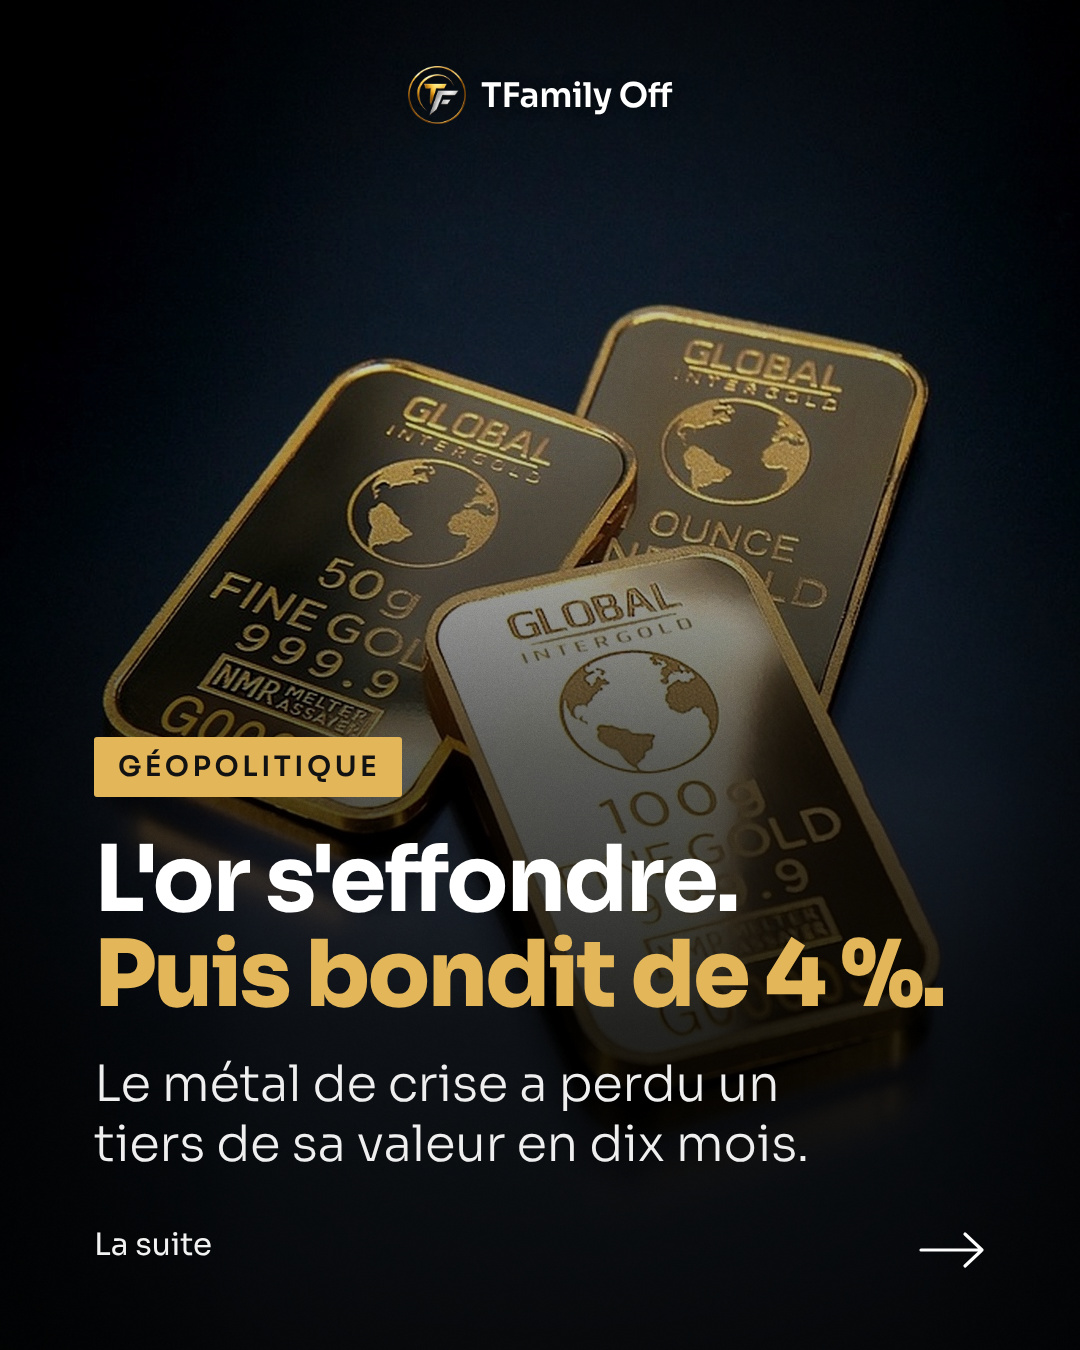 TFamily Off
GLOBAL
INTERGOLD
OUNCE
GLOBAL
INTERGOLD
50g
FINE GOL
999.9
NMR MELTER
ASSAYER
GLOBAL
INTERGOLD
100g
GOLD
GÉOPOLITIQUE
L'or s'effondre.
Puis bondit de 4 %.
Le métal de crise a perdu un
tiers de sa valeur en dix mois.
La suite